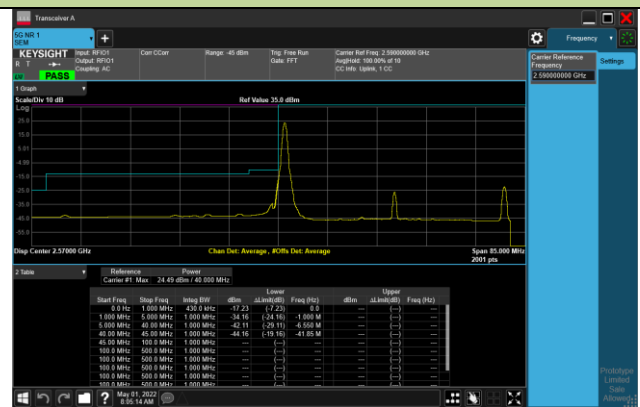 Transceiver A
5G NR 1
SEM
+
Frequency
KEYSIGHT
R T
PASS
Input: RFIO1
Output: RFIO1
Coupling: AC
Corr CCorr
Range: -45 dBm
Trig: Free Run
Gate: FFT
Carrier Ref Freq: 2.590000000 GHz
Avg|Hold: 100.00% of 10
CC Info: Uplink, 1 CC
Carrier Reference
Frequency
2.590000000 GHz
Settings
1 Graph
Scale/Div 10 dB
Ref Value 35.0 dBm
Log
25.0
15.0
5.01
-4.99
-15.0
-25.0
-35.0
-45.0
-55.0
Disp Center 2.57000 GHz
Chan Det: Average , #Offs Det: Average
Span 85.000 MHz
2001 pts
2 Table
Reference Power
Carrier #1: Max 24.49 dBm / 40.000 MHz
Lower Upper
Start Freq Stop Freq Integ BW dBm ΔLimit(dB) Freq (Hz) dBm ΔLimit(dB) Freq (Hz)
0.0 Hz 1.000 MHz 430.0 kHz -17.23 (-7.23) 0.0 --- (---) ---
1.000 MHz 5.000 MHz 1.000 MHz -34.16 (-24.16) -1.000 M --- (---) ---
5.000 MHz 40.00 MHz 1.000 MHz -42.11 (-29.11) -6.550 M --- (---) ---
40.00 MHz 45.00 MHz 1.000 MHz -44.16 (-19.16) -41.85 M --- (---) ---
45.00 MHz 100.0 MHz 1.000 MHz --- (---) --- --- (---) ---
100.0 MHz 500.0 MHz 1.000 MHz --- (---) --- --- (---) ---
100.0 MHz 500.0 MHz 1.000 MHz --- (---) --- --- (---) ---
100.0 MHz 500.0 MHz 1.000 MHz --- (---) --- --- (---) ---
100.0 MHz 500.0 MHz 1.000 MHz --- (---) --- --- (---) ---
Prototype
Limited
Sale
Allowed
?
May 01, 2022
8:05:14 AM